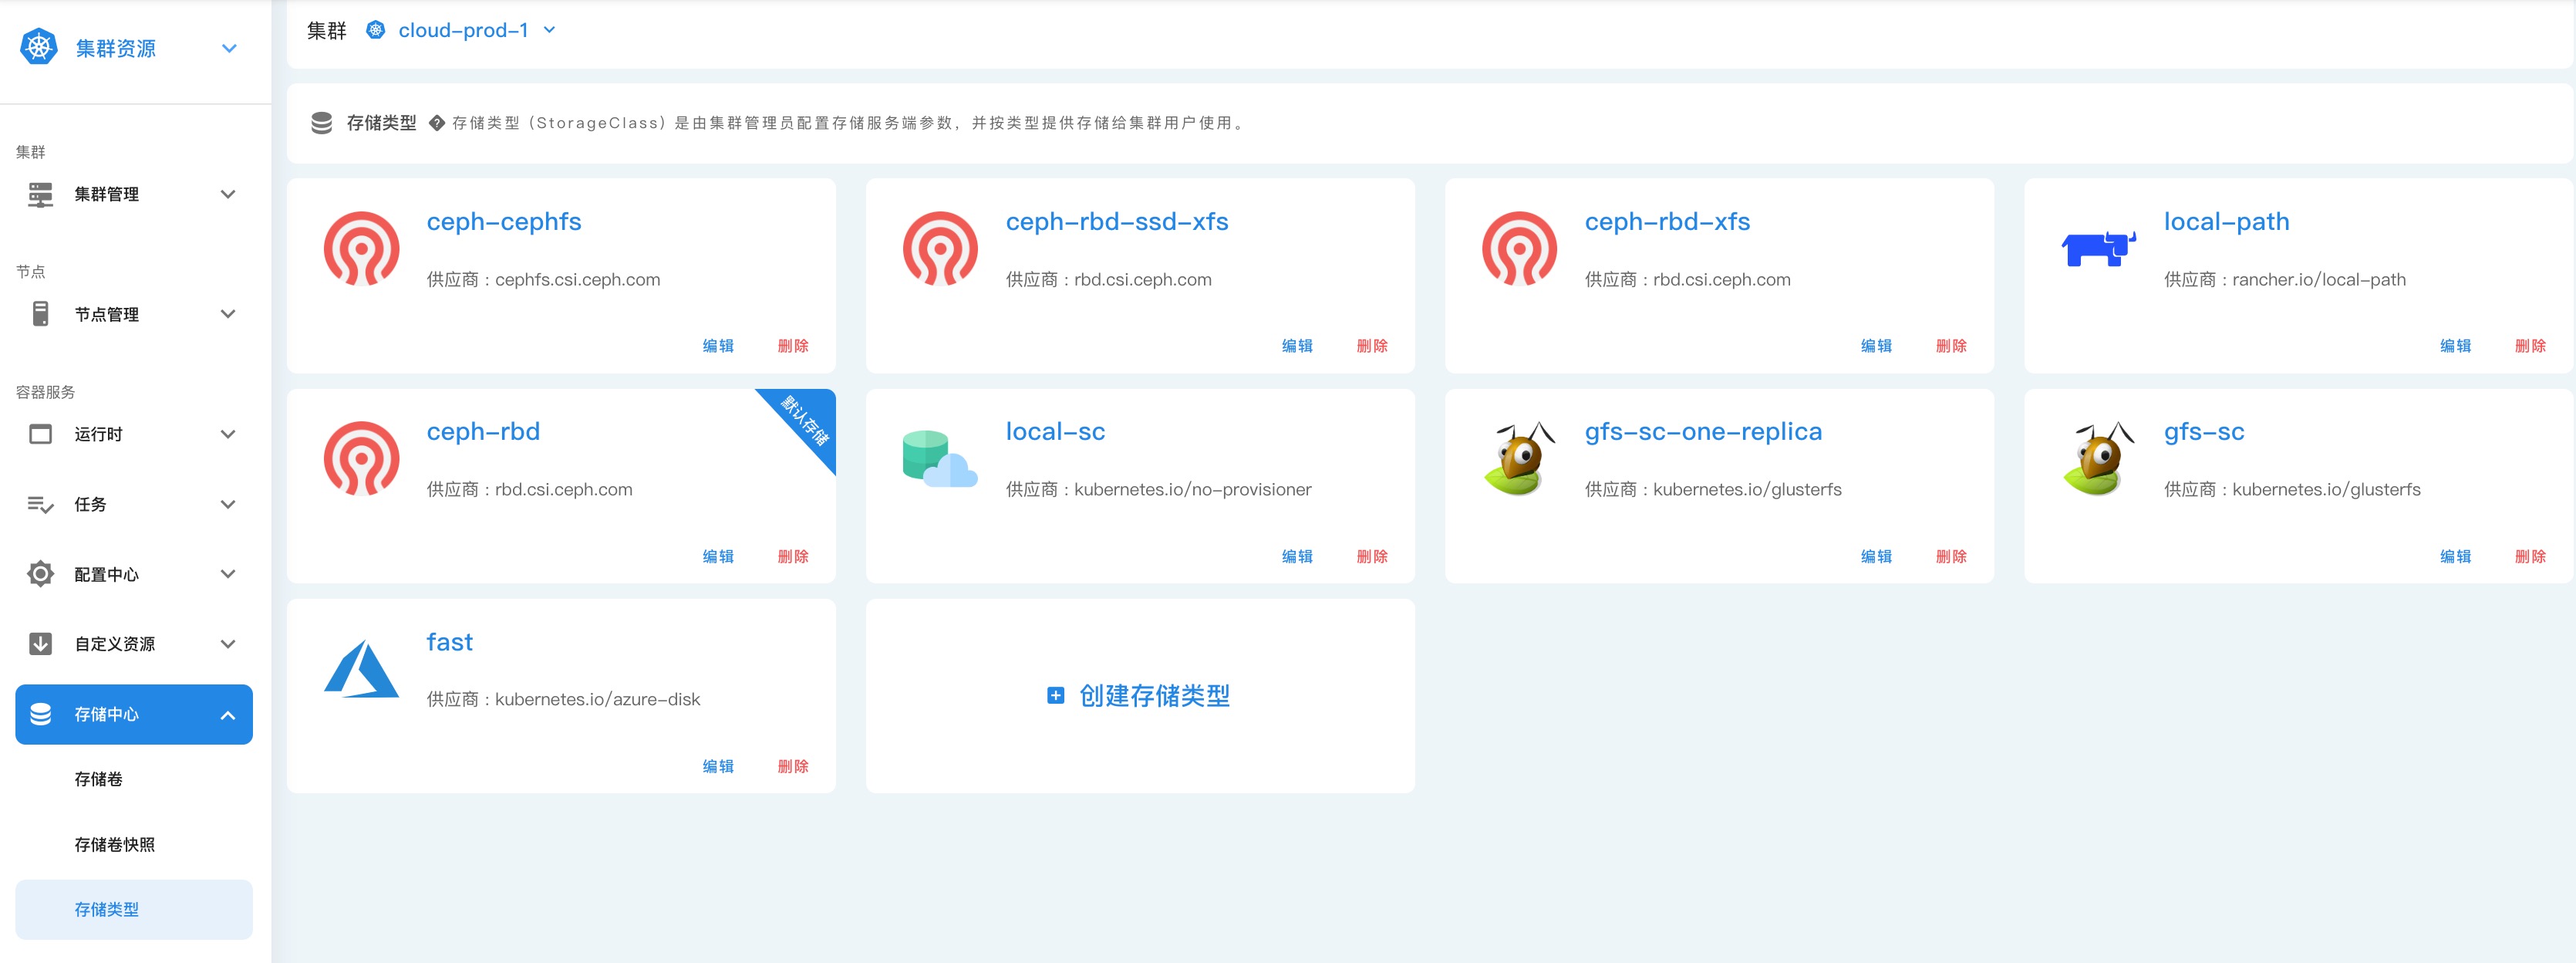 集群资源
集群
集群管理
节点
节点管理
容器服务
运行时
任务
配置中心
自定义资源
存储中心
存储卷
存储卷快照
存储类型
集群 cloud-prod-1
存储类型 存储类型 (StorageClass) 是由集群管理员配置存储服务端参数，并按类型提供存储给集群用户使用。
ceph-cephfs
供应商：cephfs.csi.ceph.com
编辑 删除
ceph-rbd-ssd-xfs
供应商：rbd.csi.ceph.com
编辑 删除
ceph-rbd-xfs
供应商：rbd.csi.ceph.com
编辑 删除
local-path
供应商：rancher.io/local-path
编辑 删除
ceph-rbd
默认存储
供应商：rbd.csi.ceph.com
编辑 删除
local-sc
供应商：kubernetes.io/no-provisioner
编辑 删除
gfs-sc-one-replica
供应商：kubernetes.io/glusterfs
编辑 删除
gfs-sc
供应商：kubernetes.io/glusterfs
编辑 删除
fast
供应商：kubernetes.io/azure-disk
编辑 删除
创建存储类型